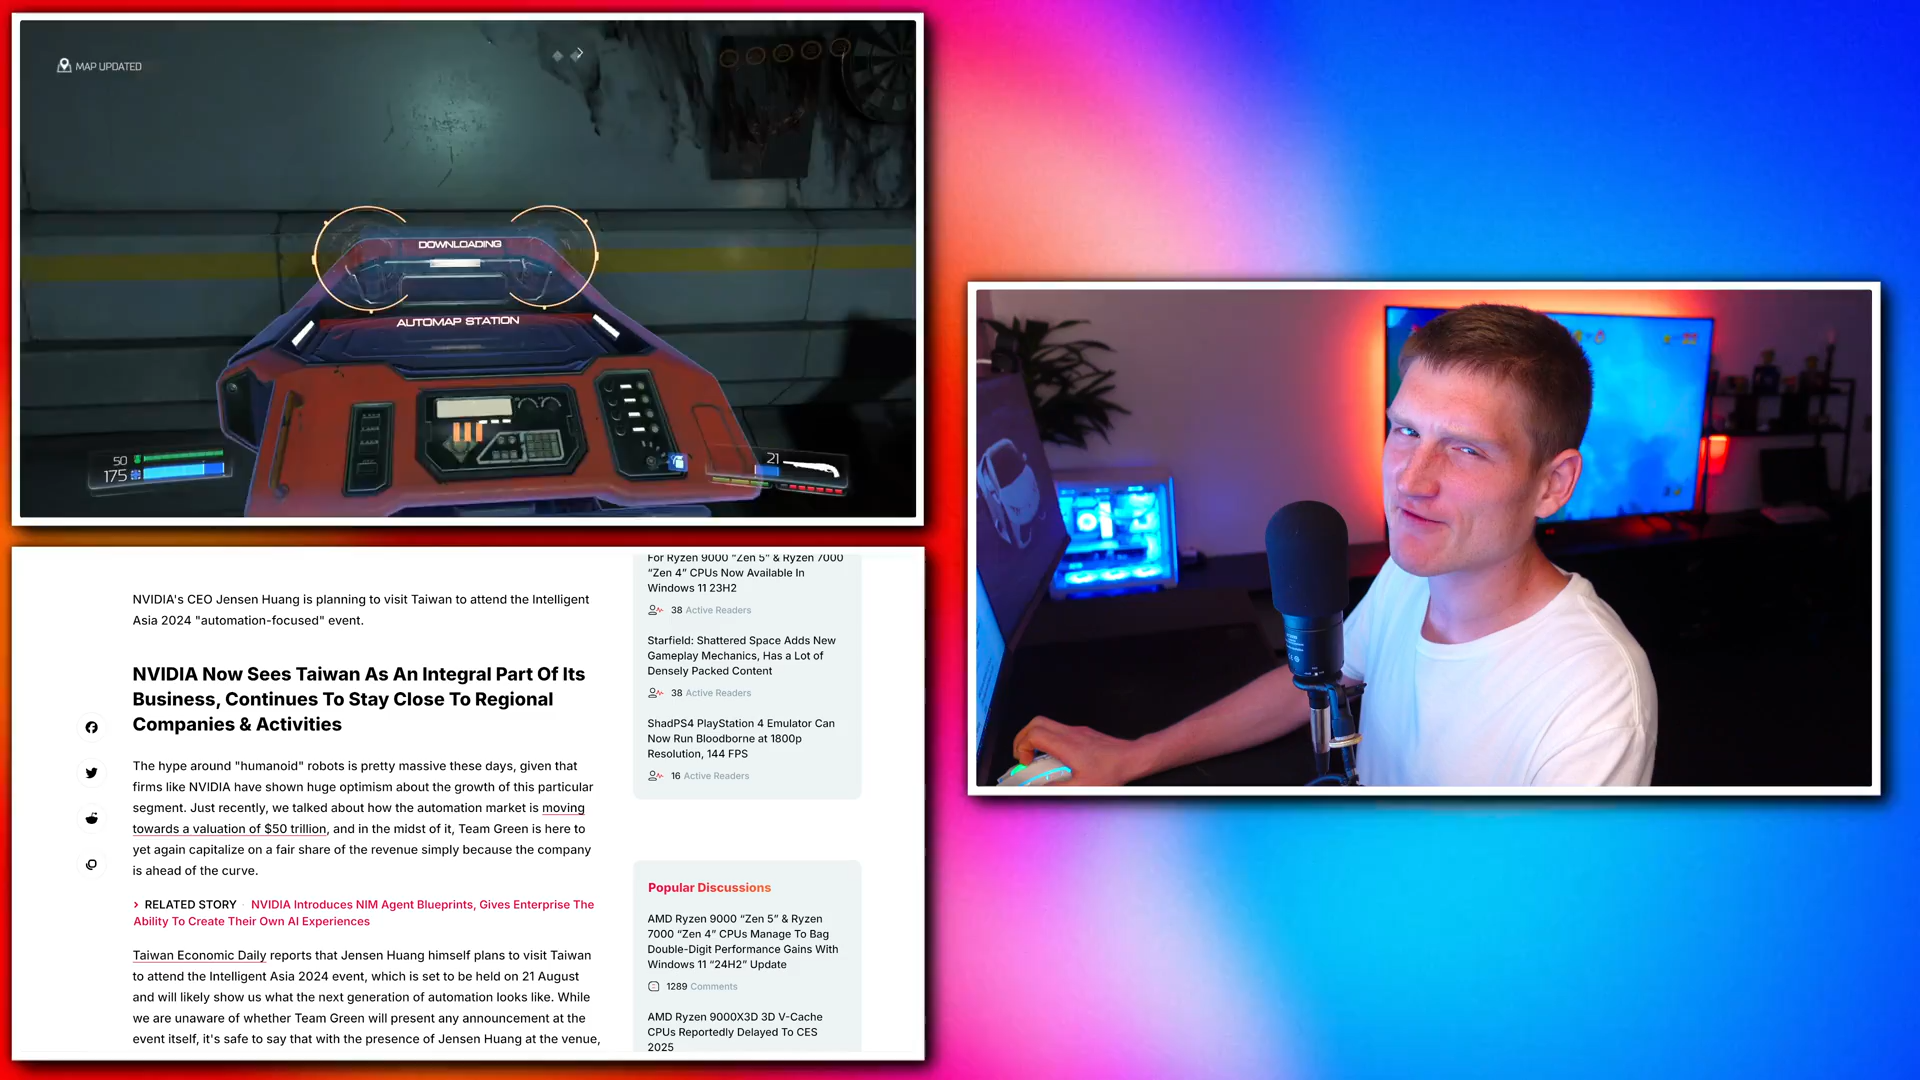 MAP UPDATED
DOWNLOADING
AUTOMAP STATION
50
175
21
NVIDIA's CEO Jensen Huang is planning to visit Taiwan to attend the Intelligent
Asia 2024 "automation-focused" event.
NVIDIA Now Sees Taiwan As An Integral Part Of Its
Business, Continues To Stay Close To Regional
Companies & Activities
The hype around "humanoid" robots is pretty massive these days, given that
firms like NVIDIA have shown huge optimism about the growth of this particular
segment. Just recently, we talked about how the automation market is moving
towards a valuation of $50 trillion, and in the midst of it, Team Green is here to
yet again capitalize on a fair share of the revenue simply because the company
is ahead of the curve.
RELATED STORY · NVIDIA Introduces NIM Agent Blueprints, Gives Enterprise The
Ability To Create Their Own AI Experiences
Taiwan Economic Daily reports that Jensen Huang himself plans to visit Taiwan
to attend the Intelligent Asia 2024 event, which is set to be held on 21 August
and will likely show us what the next generation of automation looks like. While
we are unaware of whether Team Green will present any announcement at the
event itself, it's safe to say that with the presence of Jensen Huang at the venue,
For Ryzen 9000 “Zen 5” & Ryzen 7000
“Zen 4” CPUs Now Available In
Windows 11 23H2
38 Active Readers
Starfield: Shattered Space Adds New
Gameplay Mechanics, Has a Lot of
Densely Packed Content
38 Active Readers
ShadPS4 PlayStation 4 Emulator Can
Now Run Bloodborne at 1800p
Resolution, 144 FPS
16 Active Readers
Popular Discussions
AMD Ryzen 9000 “Zen 5” & Ryzen
7000 “Zen 4” CPUs Manage To Bag
Double-Digit Performance Gains With
Windows 11 “24H2” Update
1289 Comments
AMD Ryzen 9000X3D 3D V-Cache
CPUs Reportedly Delayed To CES
2025